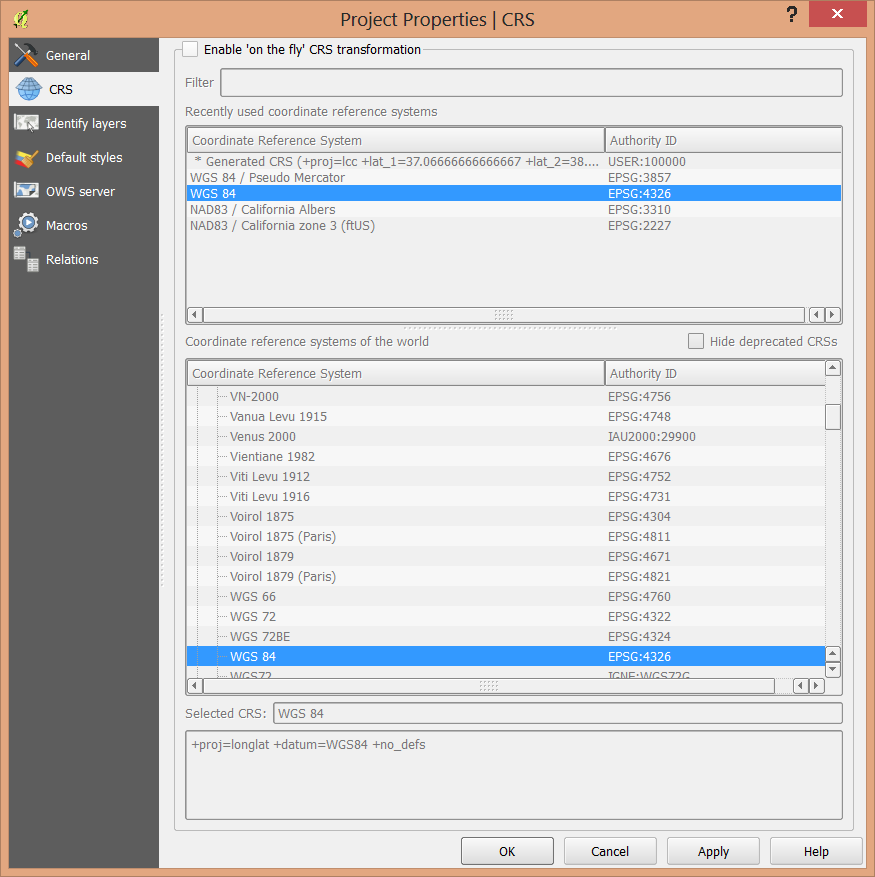 Project Properties | CRS
?
General
CRS
Identify layers
Default styles
OWS server
Macros
Relations
Enable 'on the fly' CRS transformation
Filter
Recently used coordinate reference systems
Coordinate Reference System Authority ID
* Generated CRS (+proj=lcc +lat_1=37.06666666666667 +lat_2=38.... USER:100000
WGS 84 / Pseudo Mercator EPSG:3857
WGS 84 EPSG:4326
NAD83 / California Albers EPSG:3310
NAD83 / California zone 3 (ftUS) EPSG:2227
Coordinate reference systems of the world Hide deprecated CRSs
Coordinate Reference System Authority ID
VN-2000 EPSG:4756
Vanua Levu 1915 EPSG:4748
Venus 2000 IAU2000:29900
Vientiane 1982 EPSG:4676
Viti Levu 1912 EPSG:4752
Viti Levu 1916 EPSG:4731
Voirol 1875 EPSG:4304
Voirol 1875 (Paris) EPSG:4811
Voirol 1879 EPSG:4671
Voirol 1879 (Paris) EPSG:4821
WGS 66 EPSG:4760
WGS 72 EPSG:4322
WGS 72BE EPSG:4324
WGS 84 EPSG:4326
WGS72 IGNF:WGS72G
Selected CRS: WGS 84
+proj=longlat +datum=WGS84 +no_defs
OK Cancel Apply Help